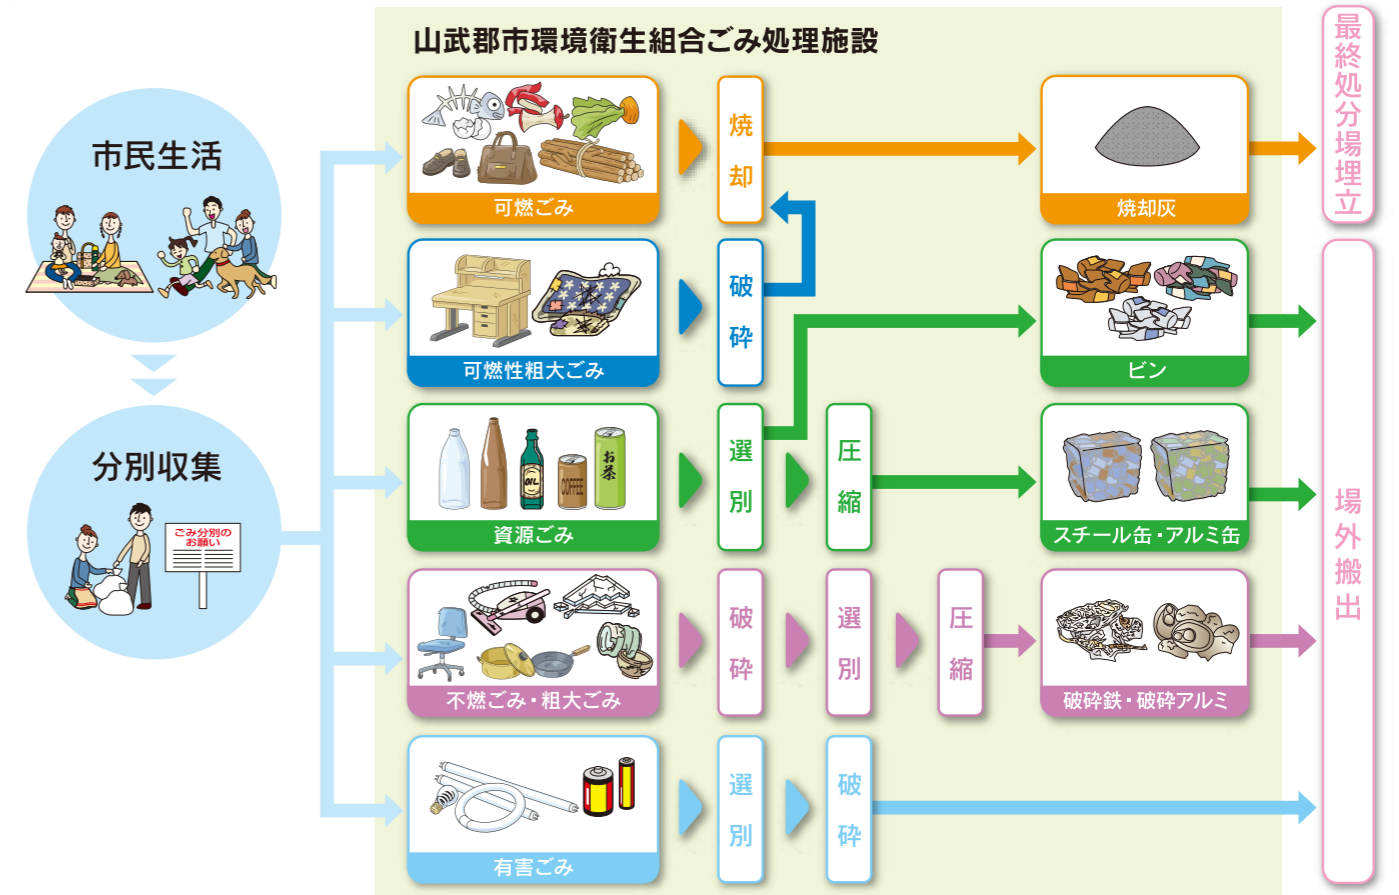 山武郡市環境衛生組合ごみ処理施設
市民生活
分別収集
ごみ分別の
お願い
可燃ごみ
焼却
焼却灰
最終処分場埋立
可燃性粗大ごみ
破砕
ビン
OIL
COFFEE
お茶
資源ごみ
選別
圧縮
スチール缶・アルミ缶
場外搬出
不燃ごみ・粗大ごみ
破砕
選別
圧縮
破砕鉄・破砕アルミ
有害ごみ
選別
破砕